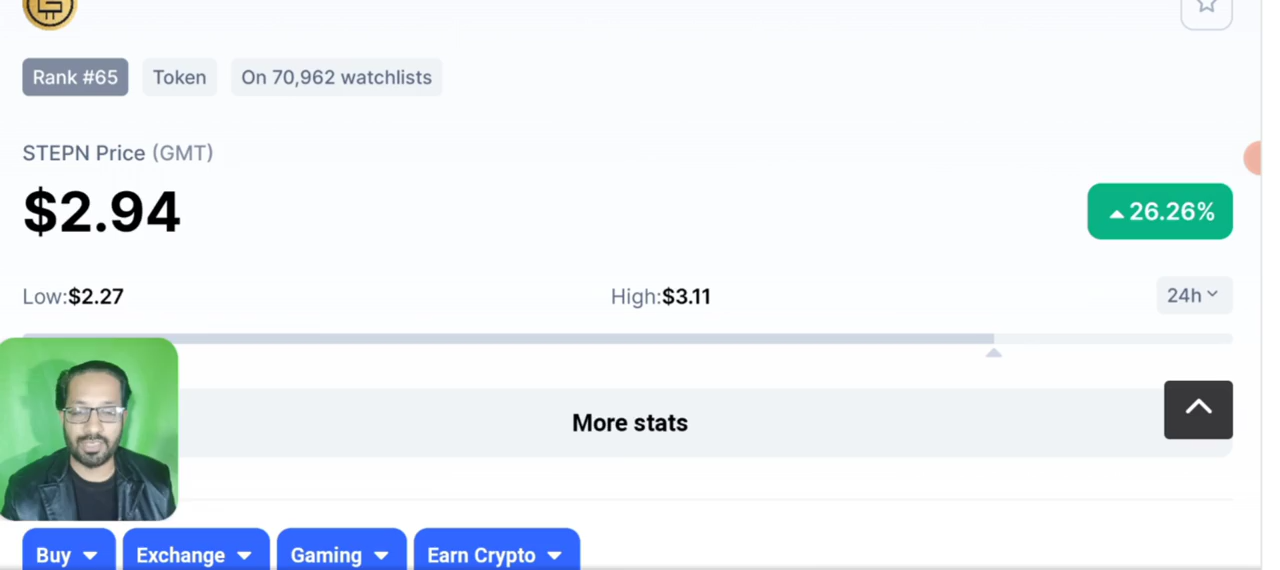 Rank #65 Token On 70,962 watchlists
STEPN Price (GMT)
$2.94 26.26%
Low:$2.27 High:$3.11 24h
More stats
Buy Exchange Gaming Earn Crypto